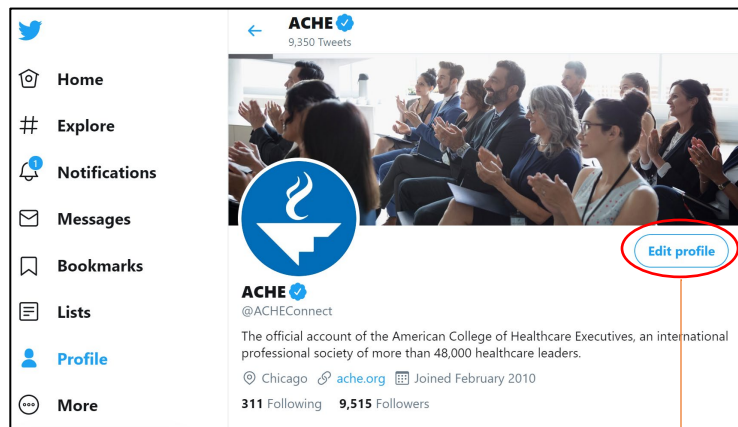 ACHE
9,350 Tweets
Home
# Explore
1
Notifications
Messages
Bookmarks
Lists
Profile
More
Edit profile
ACHE
@ACHEConnect
The official account of the American College of Healthcare Executives, an international
professional society of more than 48,000 healthcare leaders.
Chicago ache.org Joined February 2010
311 Following 9,515 Followers